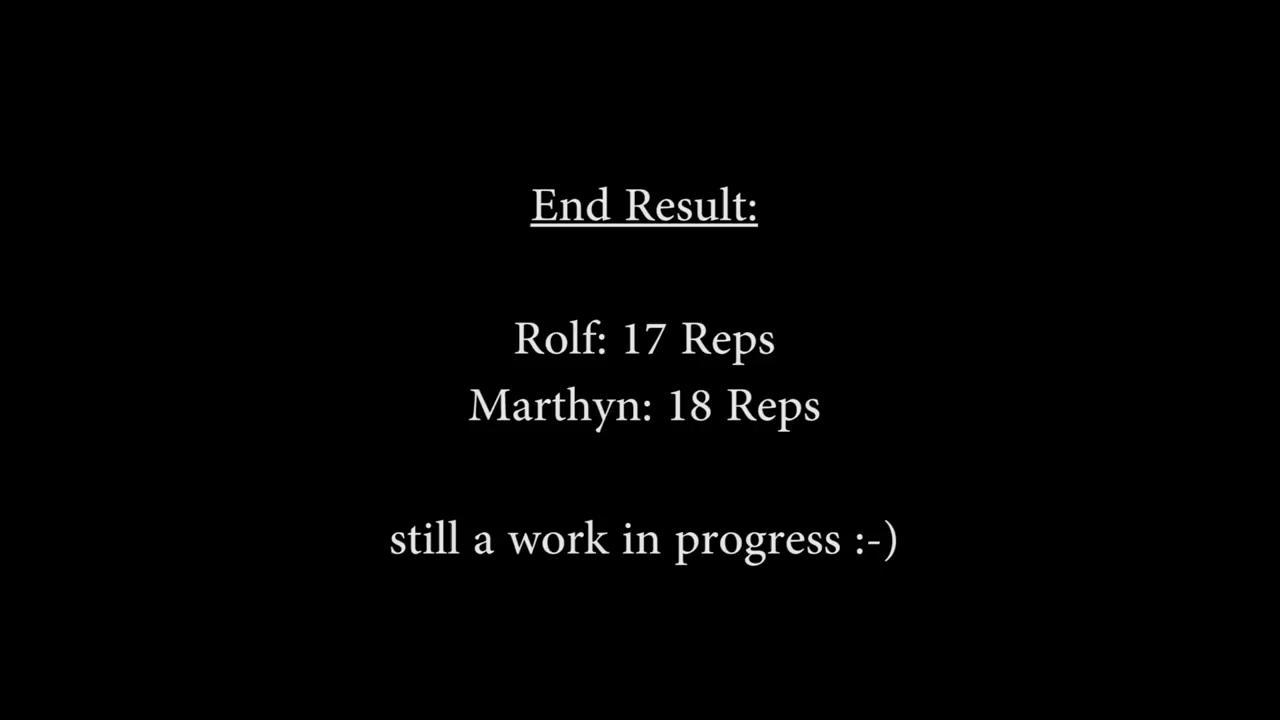 End Result:
Rolf: 17 Reps
Marthyn: 18 Reps
still a work in progress :-)